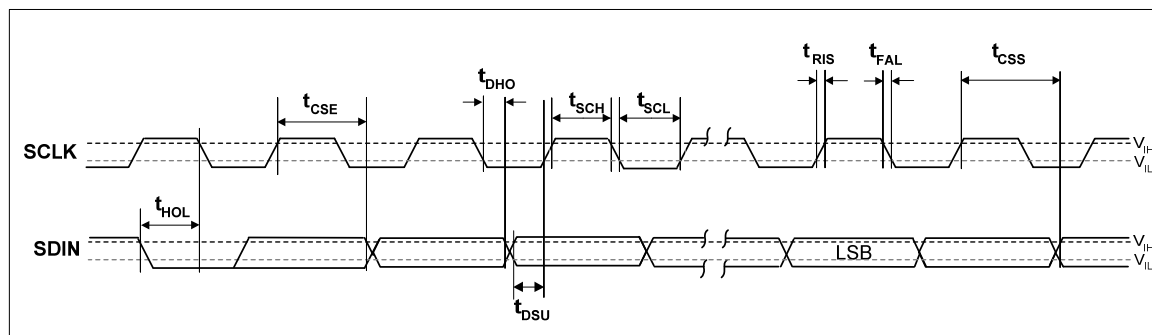 tRIS tFAL tCSS
tDHO
tCSE tSCH tSCL
SCLK VIH
VIL
tHOL
SDIN VIH
LSB VIL
tDSU